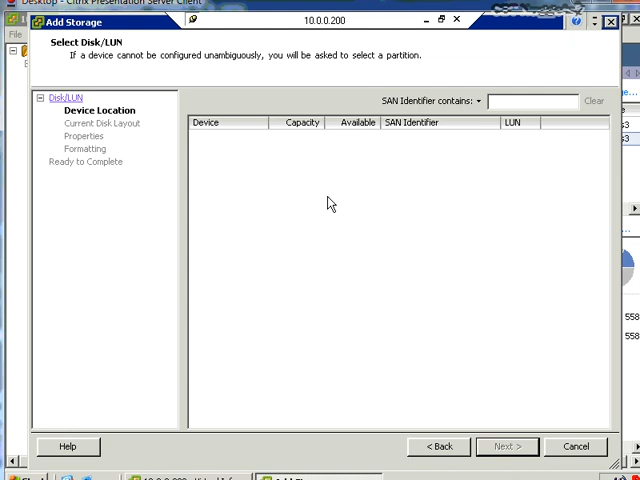 Desktop - Citrix Presentation Server Client
Add Storage
10.0.0.200
File
Select Disk/LUN
If a device cannot be configured unambiguously, you will be asked to select a partition.
Disk/LUN
Device Location
Current Disk Layout
Properties
Formatting
Ready to Complete
SAN Identifier contains:
Clear
Device
Capacity
Available
SAN Identifier
LUN
558
558
Help
< Back
Next >
Cancel